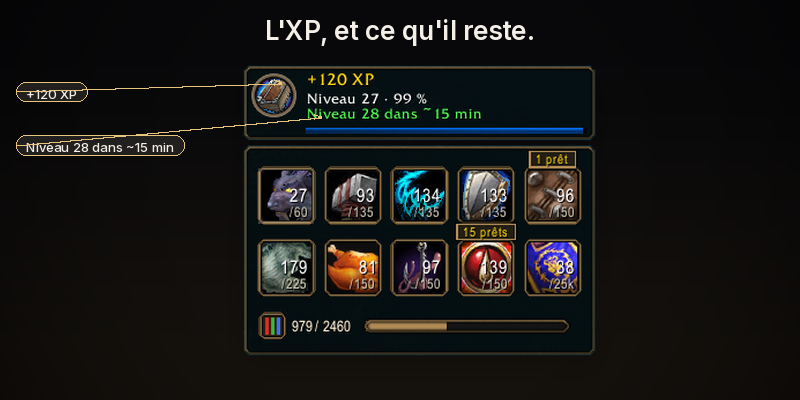 L'XP, et ce qu'il reste.
+120 XP
+120 XP
Niveau 27 · 99 %
Niveau 28 dans ~15 min
Niveau 28 dans ~15 min
1 prêt
27
/60
93
/135
134
/135
133
/135
96
/150
15 prêts
179
/225
81
/150
97
/150
139
/150
38
/25k
979 / 2460